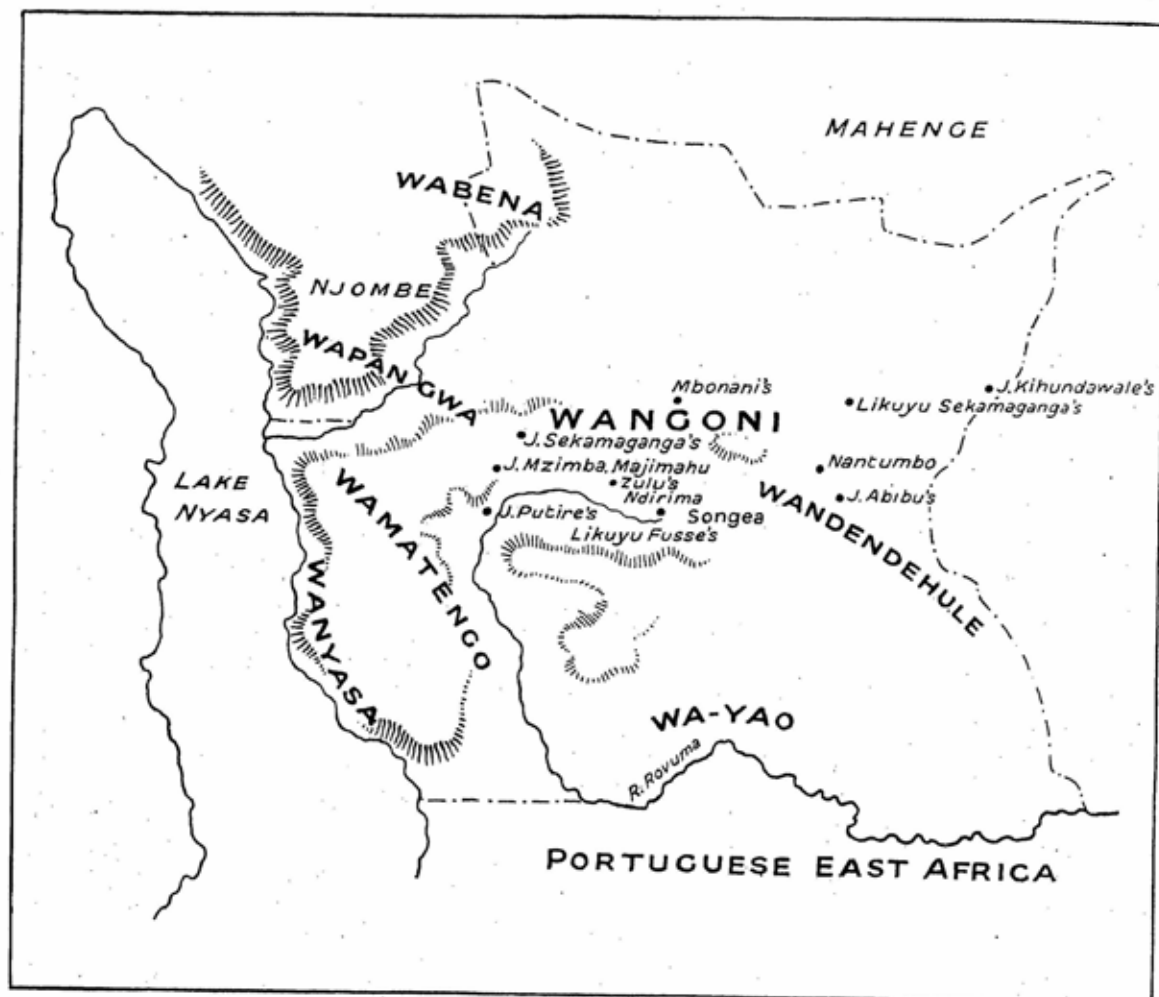 MAHENGE
WABENA
NJOMBE
WAPANGWA
Mbonani's
J. Kihundawale's
Likuyu Sekamaganga's
WANGONI
J. Sekamaganga's
LAKE
NYASA
WAMATENGO
J. Mzimba, Majimahu
Zulu's
Ndirima
Nantumbo
J. Abibu's
J. Putire's
Songea
Likuyu Fusse's
WANDENDEHULE
WANYASA
WA-YAO
R. Rovuma
PORTUGUESE EAST AFRICA